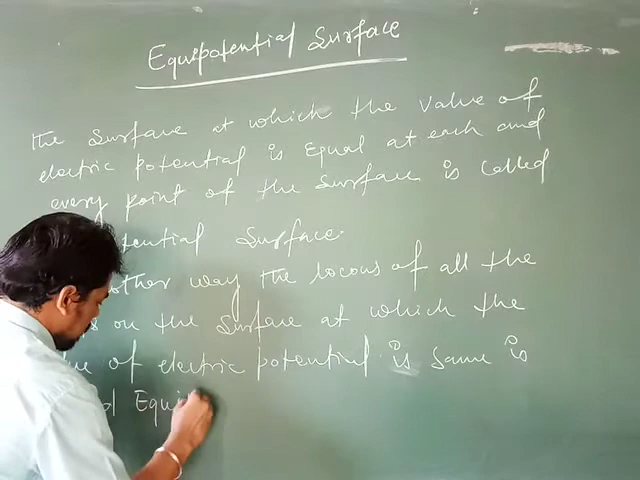 Equipotential Surface
the Surface at which the value of
electric potential is Equal at each and
every point of the Surface is called
tential Surface.
other way the locous of all the
on the Surface at which the
of electric potential is same is
Equi